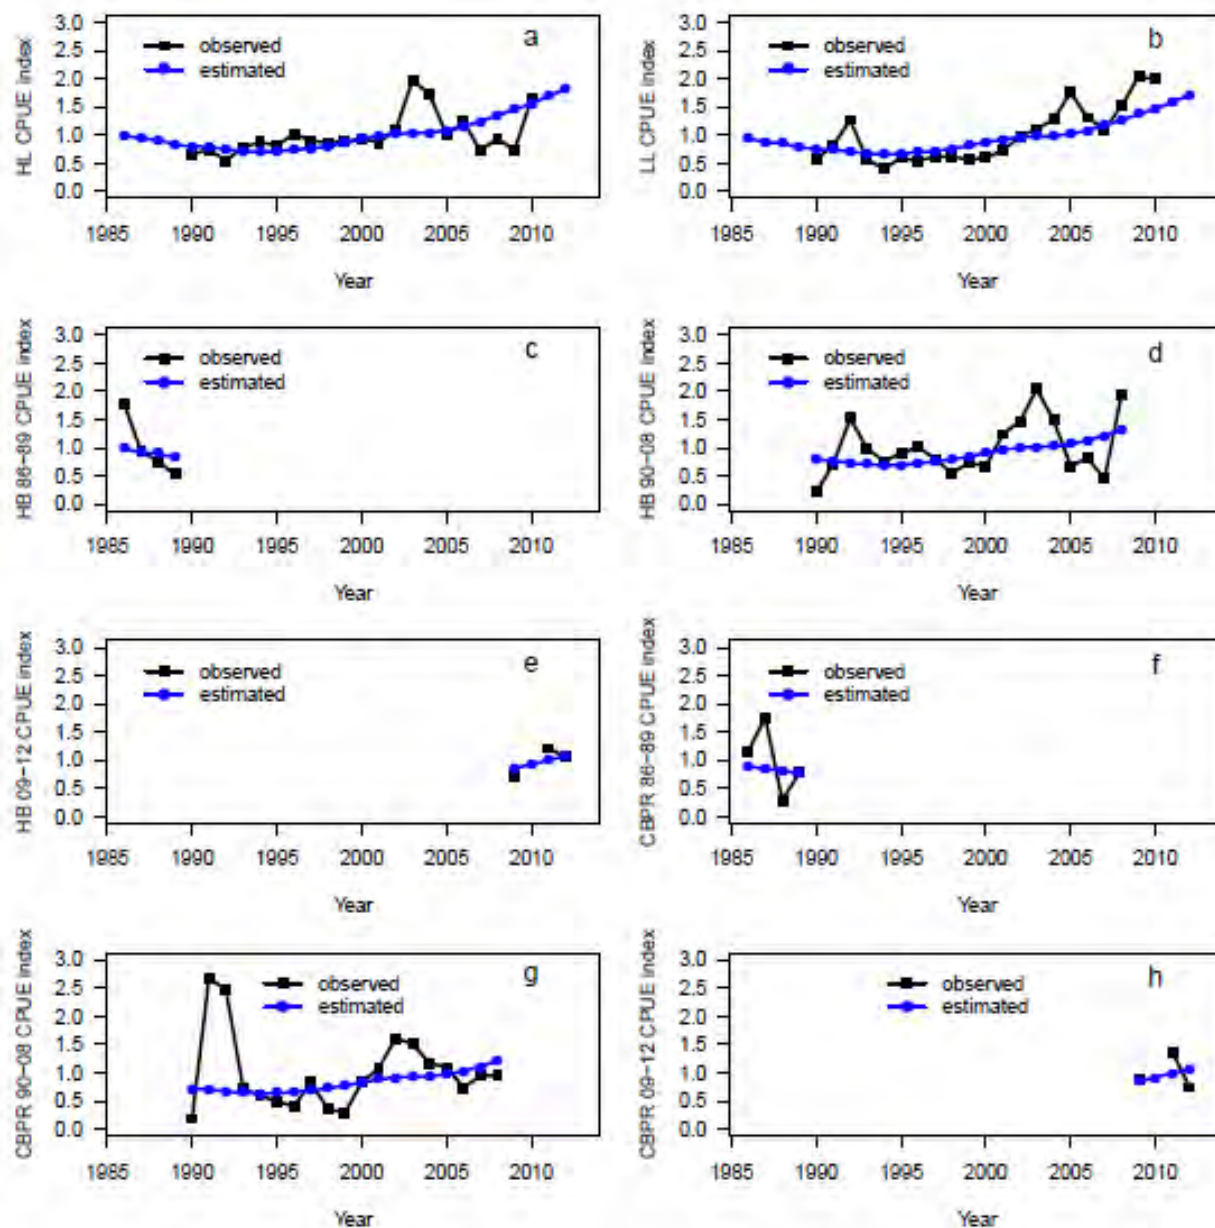 HL CPUE index
3.0
2.5
2.0
1.5
1.0
0.5
0.0
observed
estimated
a
1985 1990 1995 2000 2005 2010
Year
LL CPUE index
3.0
2.5
2.0
1.5
1.0
0.5
0.0
observed
estimated
b
1985 1990 1995 2000 2005 2010
Year
HB 86-89 CPUE index
3.0
2.5
2.0
1.5
1.0
0.5
0.0
observed
estimated
c
1985 1990 1995 2000 2005 2010
Year
HB 90-08 CPUE index
3.0
2.5
2.0
1.5
1.0
0.5
0.0
observed
estimated
d
1985 1990 1995 2000 2005 2010
Year
HB 09-12 CPUE index
3.0
2.5
2.0
1.5
1.0
0.5
0.0
observed
estimated
e
1985 1990 1995 2000 2005 2010
Year
CBPR 86-89 CPUE index
3.0
2.5
2.0
1.5
1.0
0.5
0.0
observed
estimated
f
1985 1990 1995 2000 2005 2010
Year
CBPR 90-08 CPUE index
3.0
2.5
2.0
1.5
1.0
0.5
0.0
observed
estimated
g
1985 1990 1995 2000 2005 2010
Year
CBPR 09-12 CPUE index
3.0
2.5
2.0
1.5
1.0
0.5
0.0
observed
estimated
h
1985 1990 1995 2000 2005 2010
Year